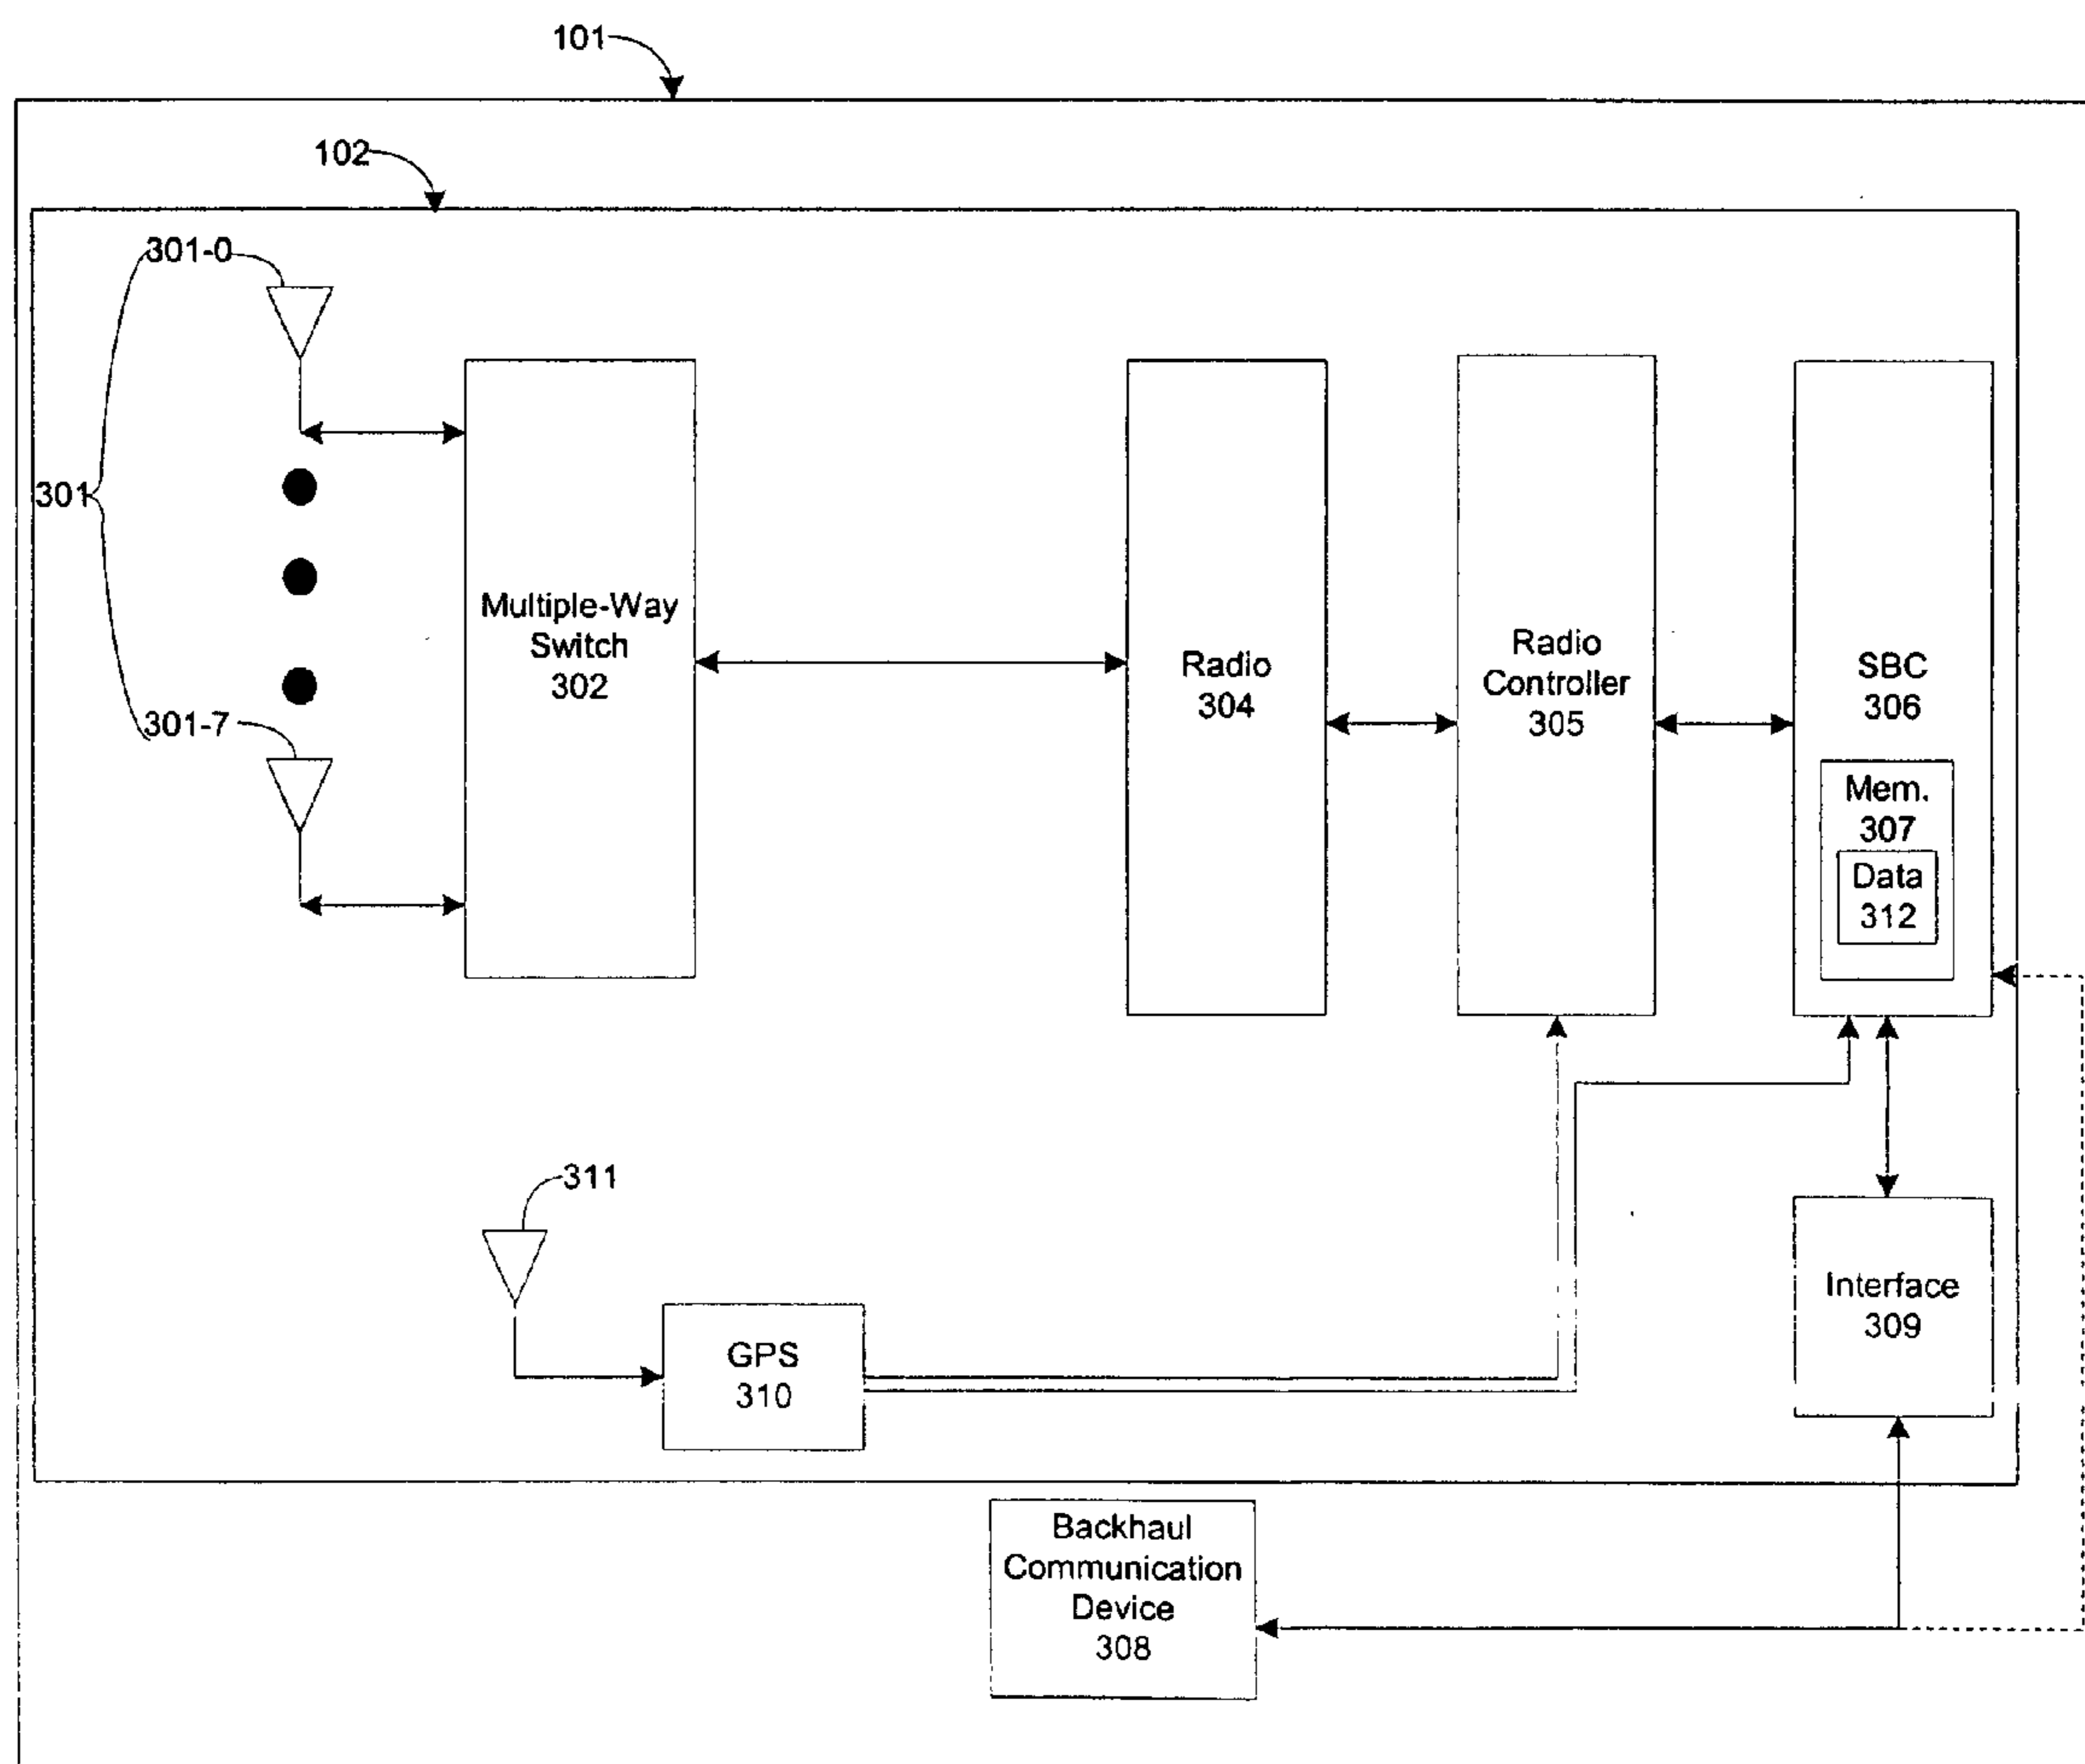 101
102
301-0
301
301-7
Multiple-Way
Switch
302
Radio
304
Radio
Controller
305
SBC
306
Mem.
307
Data
312
311
GPS
310
Interface
309
Backhaul
Communication
Device
308